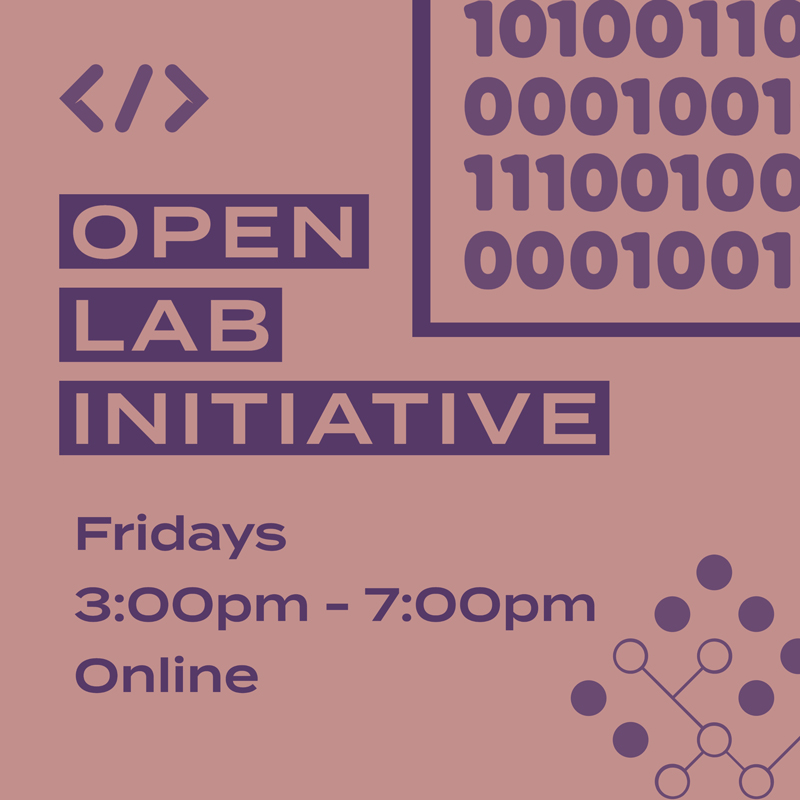 </>
10100110
0001001
11100100
0001001
OPEN
LAB
INITIATIVE
Fridays
3:00pm - 7:00pm
Online